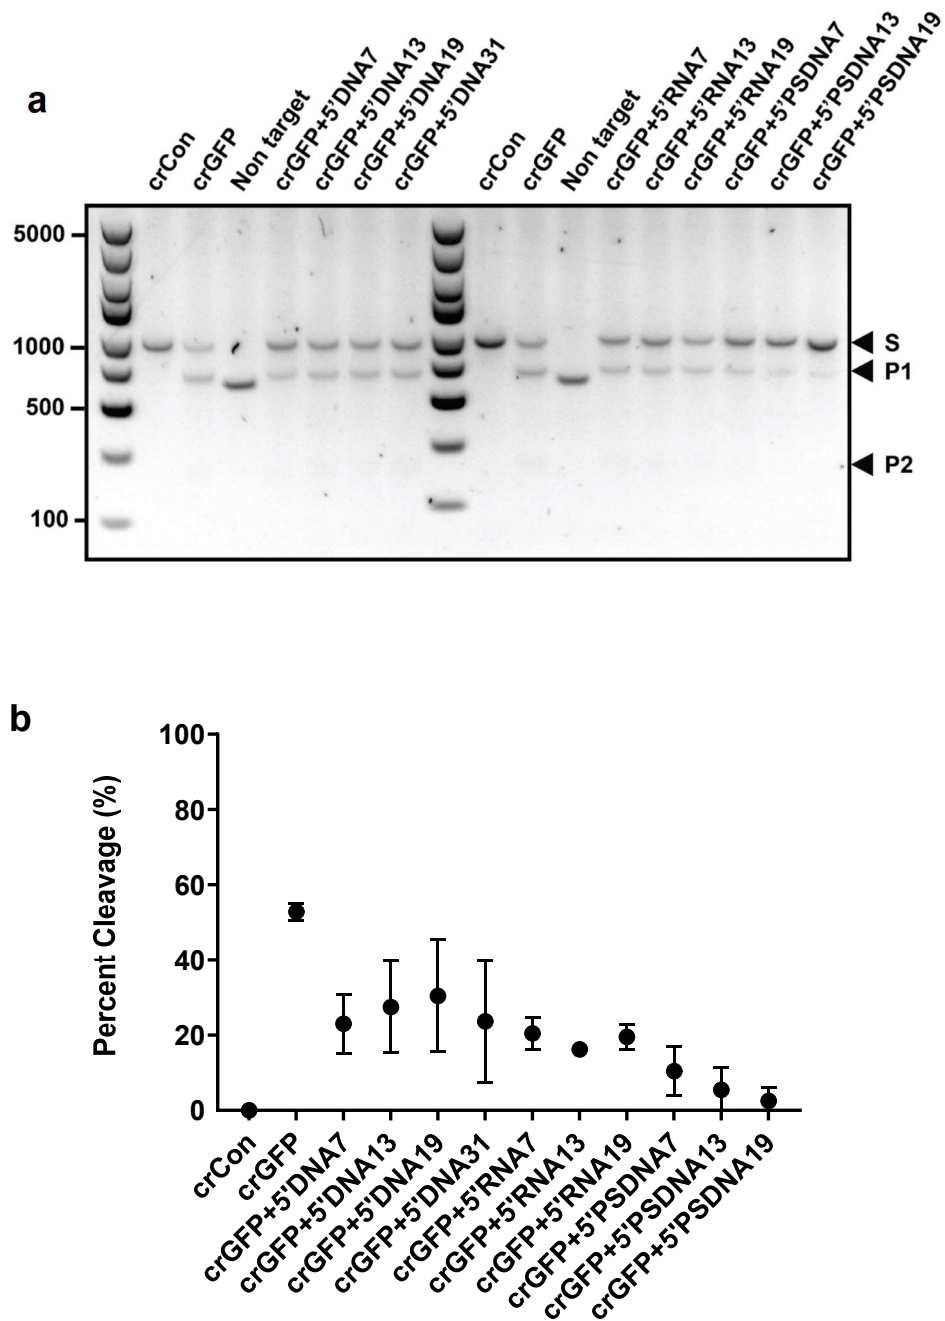 a
crCon
crGFP
Non target
crGFP+5'DNA7
crGFP+5'DNA13
crGFP+5'DNA19
crGFP+5'DNA31
crCon
crGFP
Non target
crGFP+5'RNA7
crGFP+5'RNA13
crGFP+5'RNA19
crGFP+5'PSDNA7
crGFP+5'PSDNA13
crGFP+5'PSDNA19
5000
1000
500
100
S
P1
P2
b
Percent Cleavage (%)
100
80
60
40
20
0
crCon
crGFP
crGFP+5'DNA7
crGFP+5'DNA13
crGFP+5'DNA19
crGFP+5'DNA31
crGFP+5'RNA7
crGFP+5'RNA13
crGFP+5'RNA19
crGFP+5'PSDNA7
crGFP+5'PSDNA13
crGFP+5'PSDNA19